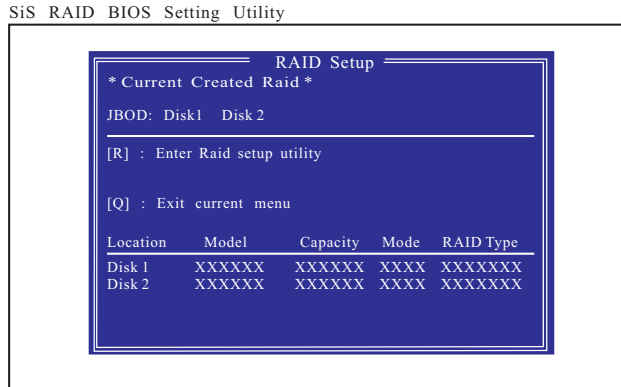 SiS RAID BIOS Setting Utility
RAID Setup
* Current Created Raid *
JBOD: Disk1 Disk 2
[R] : Enter Raid setup utility
[Q] : Exit current menu
Location Model Capacity Mode RAID Type
Disk 1 XXXXXX XXXXXX XXXX XXXXXXX
Disk 2 XXXXXX XXXXXX XXXX XXXXXXX